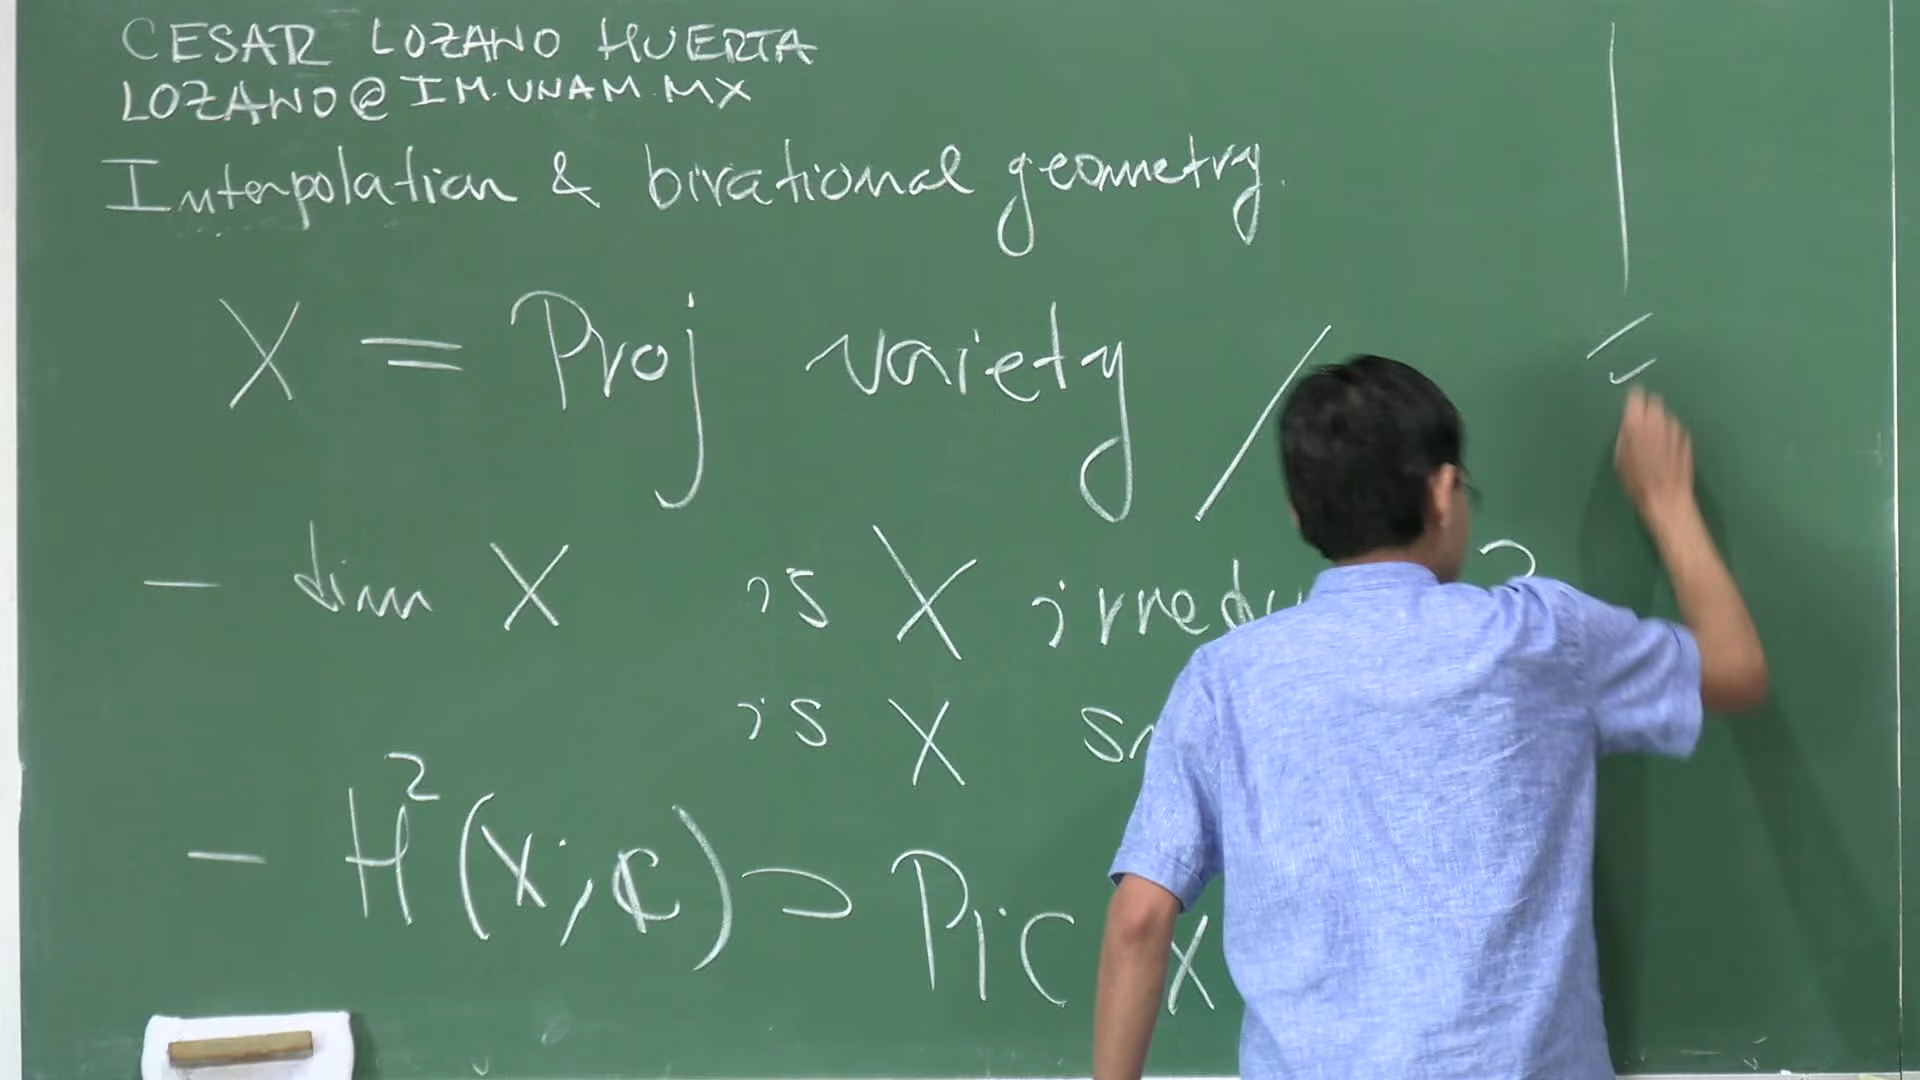 CESAR LOZANO HUERTA
LOZANO@IM.UNAM.MX
Interpolation & birational geometry.
X = Proj variety /
- dim X is X irredu ?
is X
- H²(X; ℂ) ⊃ Pic X